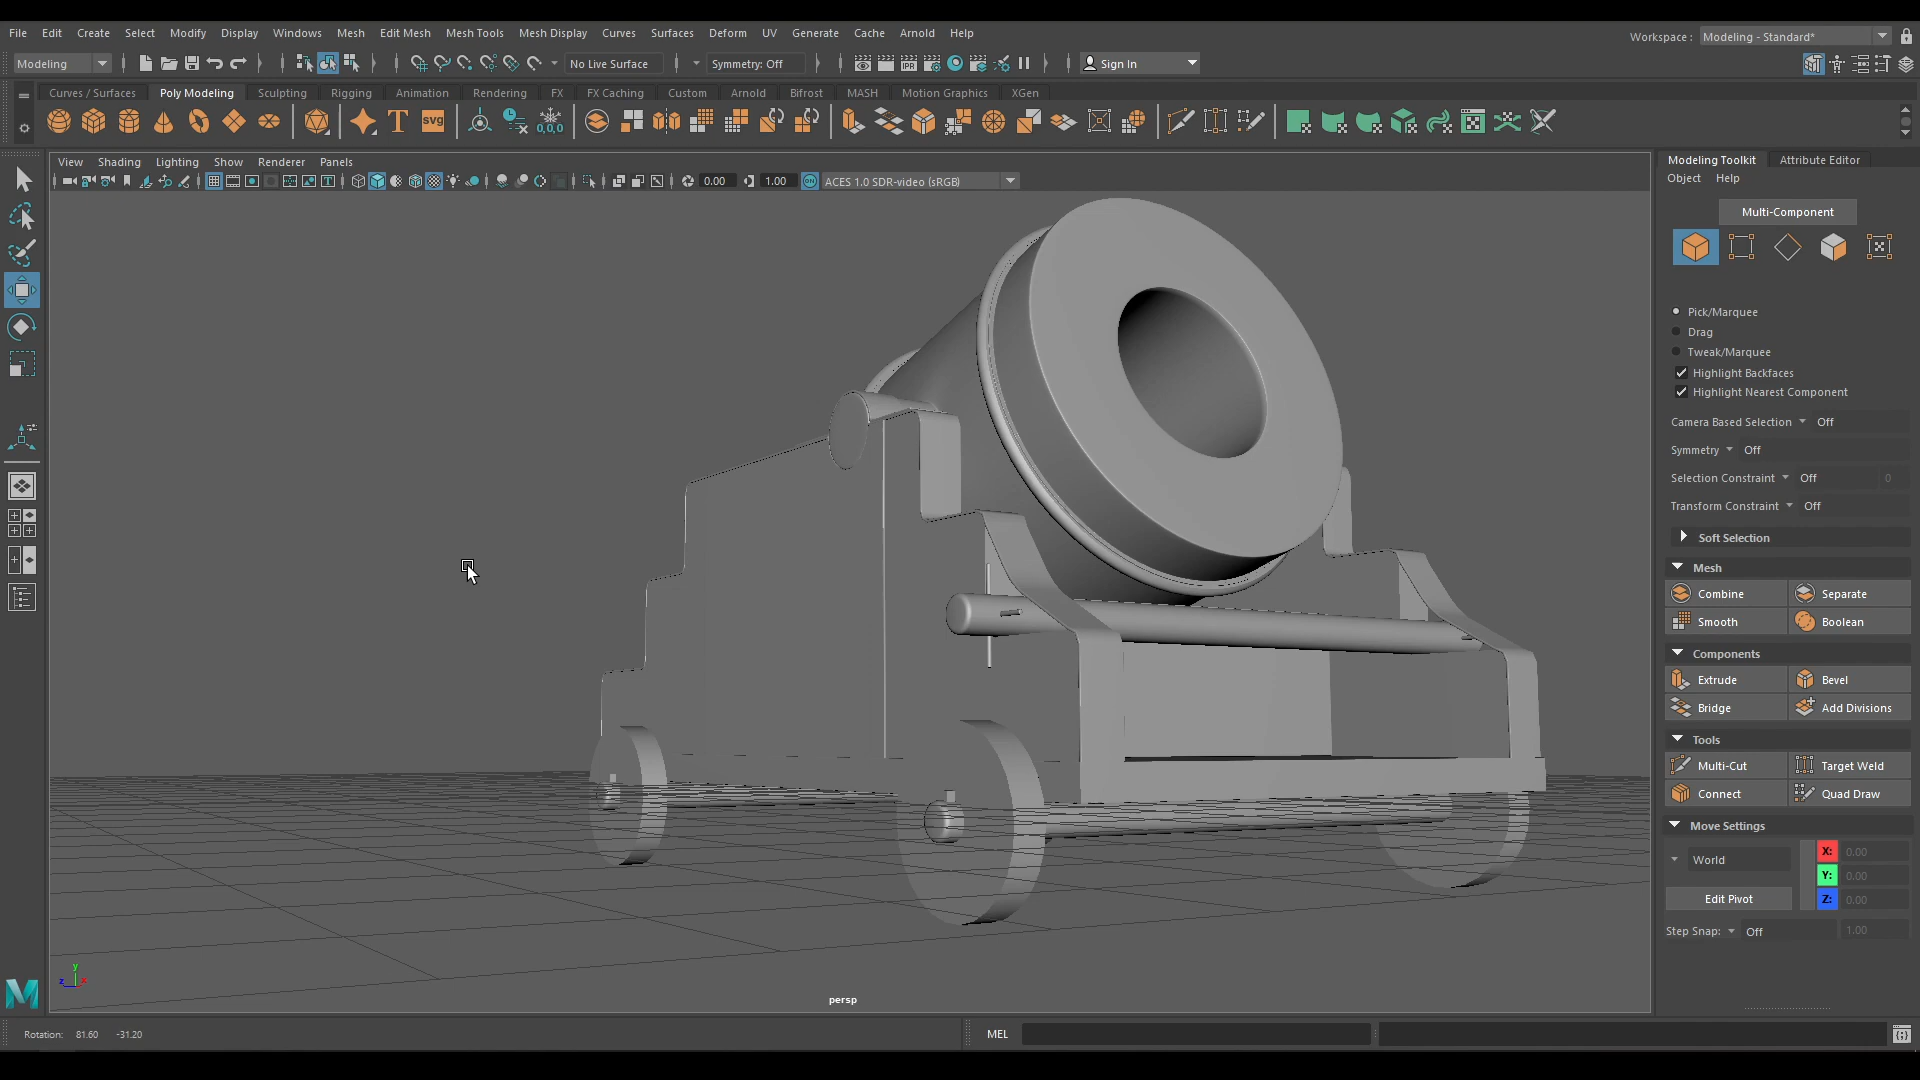 File Edit Create Select Modify Display Windows Mesh Edit Mesh Mesh Tools Mesh Display Curves Surfaces Deform UV Generate Cache Arnold Help
Workspace : Modeling - Standard*
Modeling No Live Surface Symmetry: Off IPR Sign In
Curves / Surfaces Poly Modeling Sculpting Rigging Animation Rendering FX FX Caching Custom Arnold Bifrost MASH Motion Graphics XGen
T svg 0,0,0
View Shading Lighting Show Renderer Panels
0.00 1.00 ON ACES 1.0 SDR-video (sRGB)
Modeling Toolkit Attribute Editor
Object Help
Multi-Component
Pick/Marquee
Drag
Tweak/Marquee
Highlight Backfaces
Highlight Nearest Component
Camera Based Selection Off
Symmetry Off
Selection Constraint Off 0
Transform Constraint Off
Soft Selection
Mesh
Combine Separate
Smooth Boolean
Components
Extrude Bevel
Bridge Add Divisions
Tools
Multi-Cut Target Weld
Connect Quad Draw
Move Settings
World
X: 0.00
Y: 0.00
Z: 0.00
Edit Pivot
Step Snap: Off 1.00
y
z x
persp
M
Rotation: 81.60 -31.20 MEL